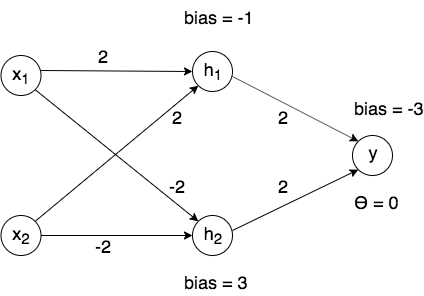 bias = -1
2
x1
h1
2
2
bias = -3
y
-2
2
ϴ = 0
x2
-2
h2
bias = 3